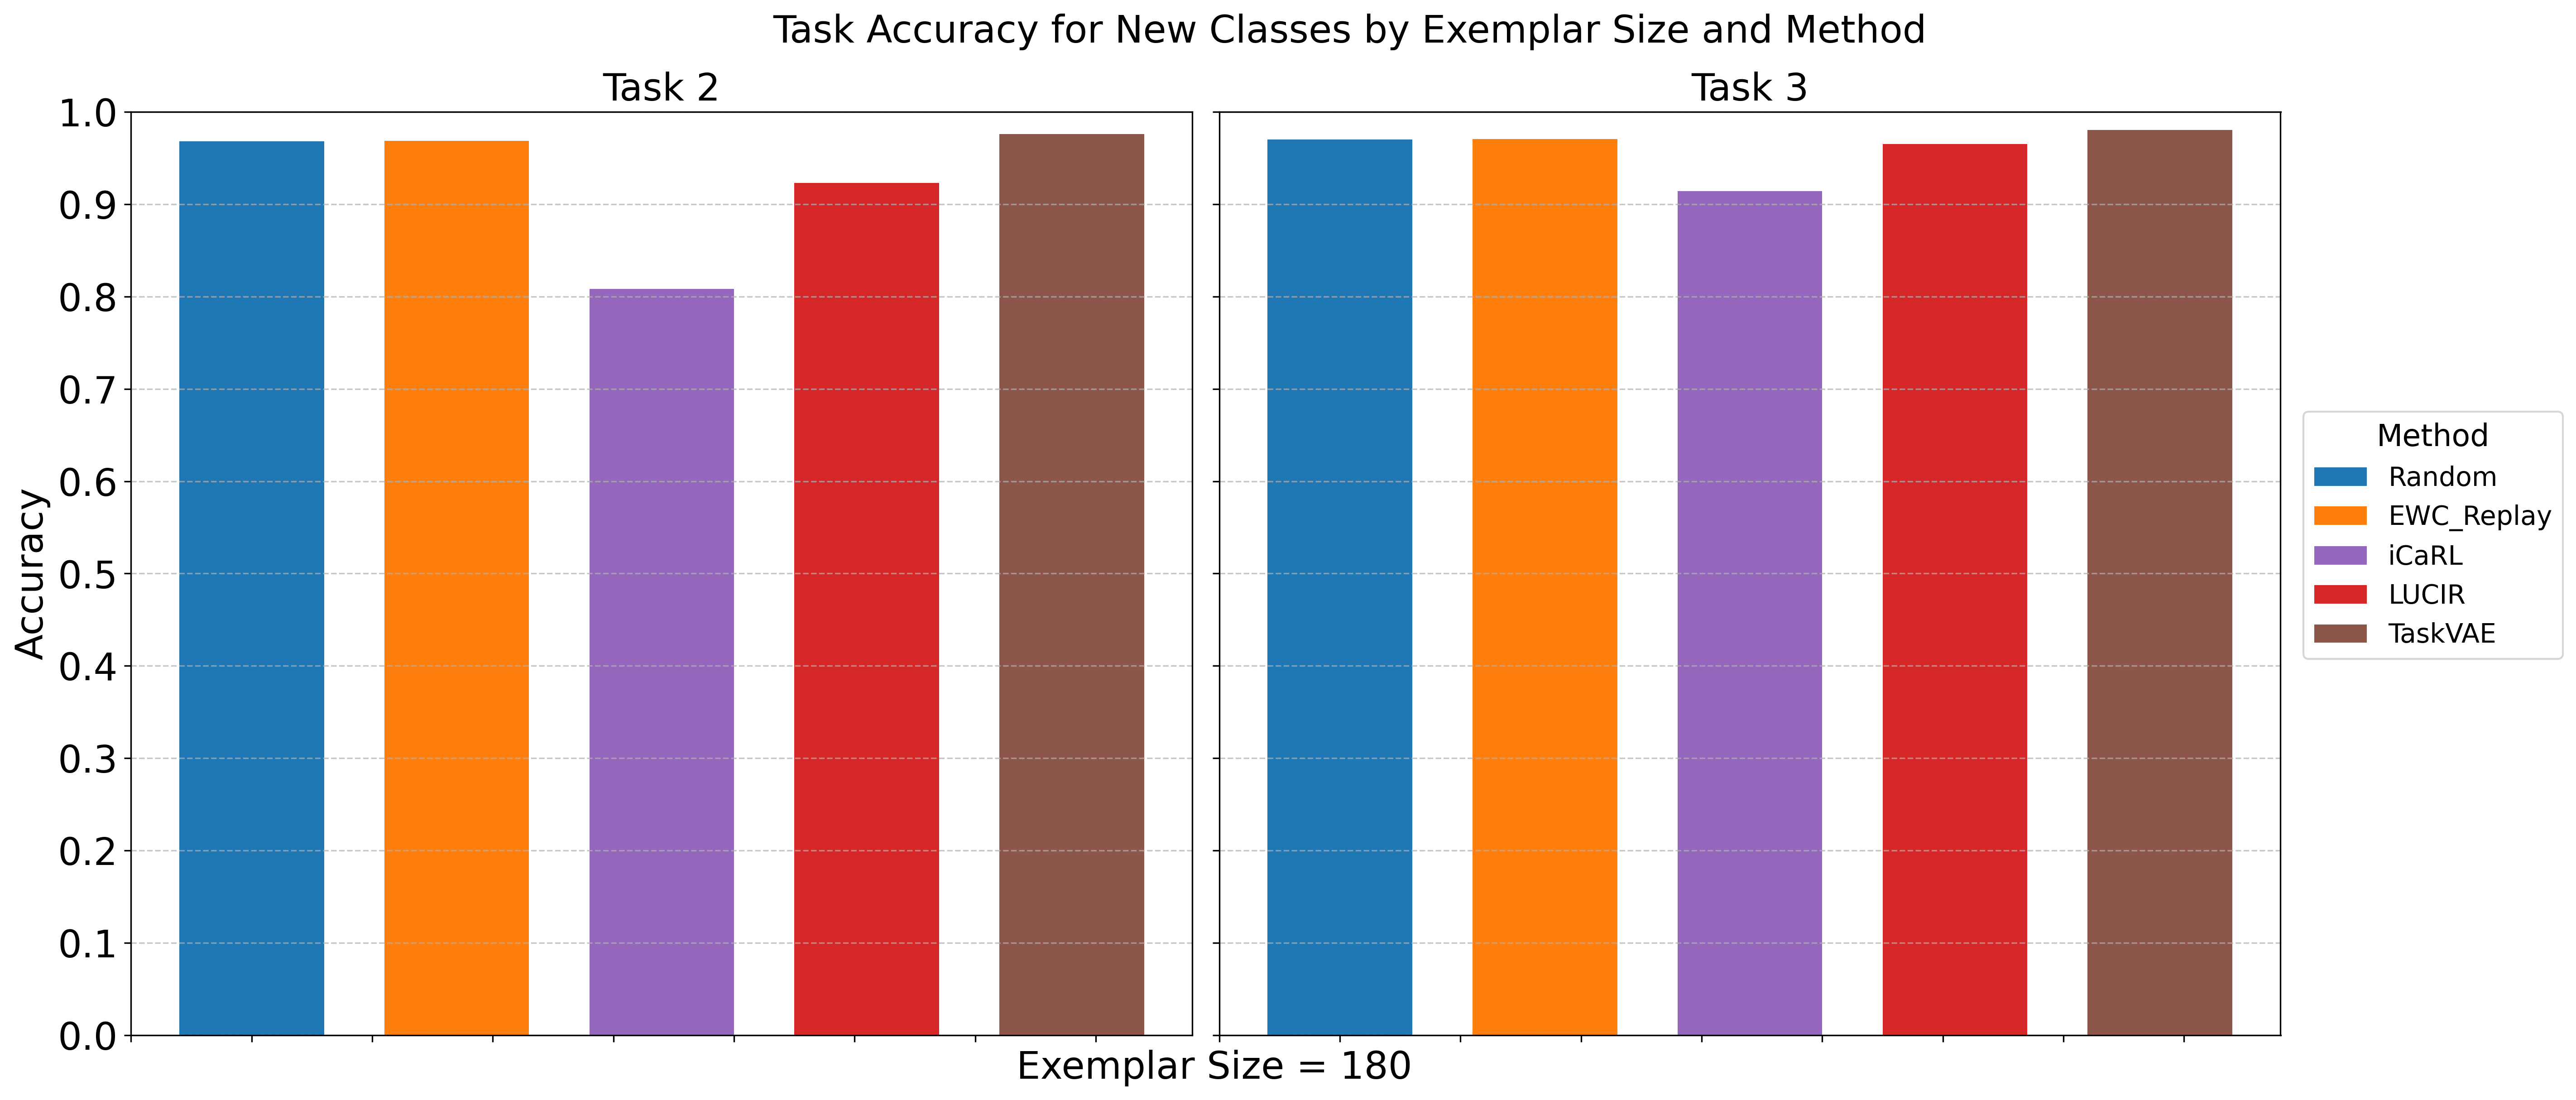 Task Accuracy for New Classes by Exemplar Size and Method
Task 2
Task 3
1.0
0.9
0.8
0.7
0.6
0.5
0.4
0.3
0.2
0.1
0.0
Accuracy
Exemplar Size = 180
Method
Random
EWC_Replay
iCaRL
LUCIR
TaskVAE